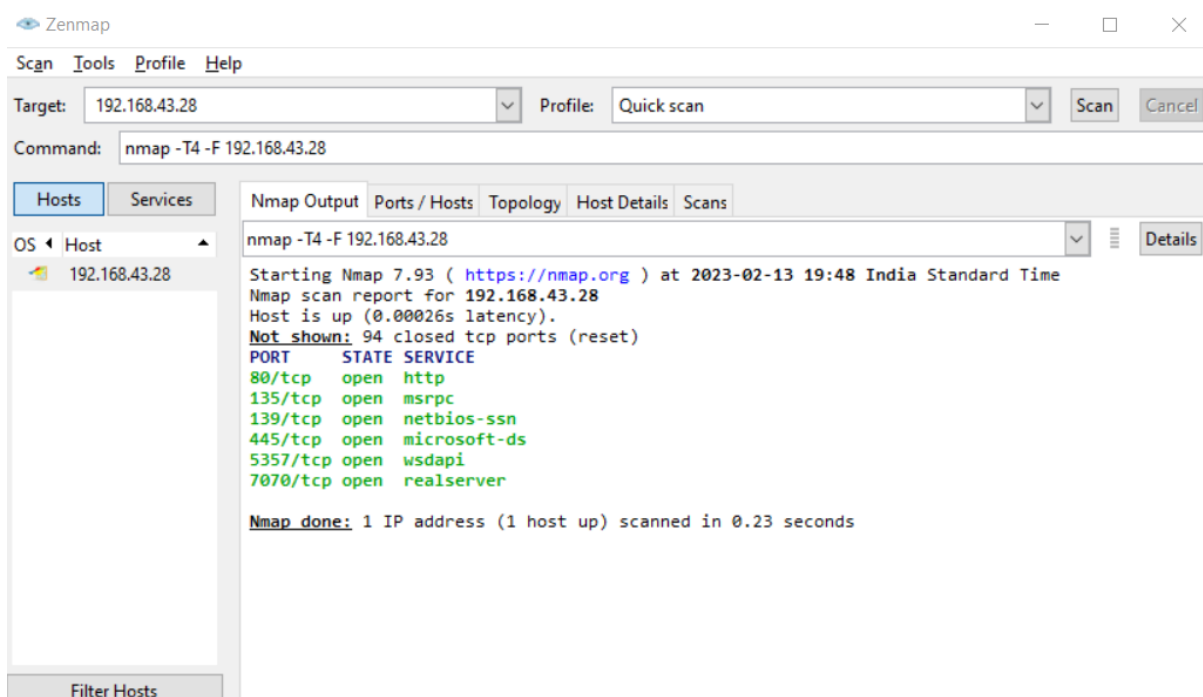 Zenmap
Scan Tools Profile Help
Target: 192.168.43.28 Profile: Quick scan Scan Cancel
Command: nmap -T4 -F 192.168.43.28
Hosts Services Nmap Output Ports / Hosts Topology Host Details Scans
OS Host nmap -T4 -F 192.168.43.28 Details
192.168.43.28
Starting Nmap 7.93 ( https://nmap.org ) at 2023-02-13 19:48 India Standard Time
Nmap scan report for 192.168.43.28
Host is up (0.00026s latency).
Not shown: 94 closed tcp ports (reset)
PORT STATE SERVICE
80/tcp open http
135/tcp open msrpc
139/tcp open netbios-ssn
445/tcp open microsoft-ds
5357/tcp open wsdapi
7070/tcp open realserver
Nmap done: 1 IP address (1 host up) scanned in 0.23 seconds
Filter Hosts